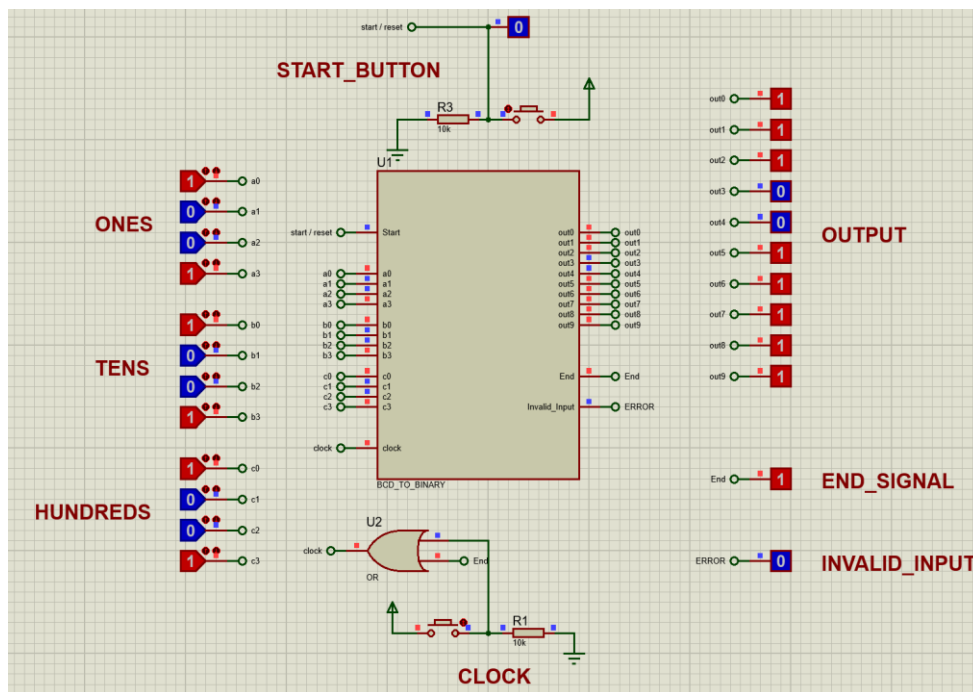 start / reset 0
START_BUTTON
R3
10k
U1
ONES
1 a0
0 a1
0 a2
1 a3
TENS
1 b0
0 b1
0 b2
1 b3
HUNDREDS
1 c0
0 c1
0 c2
1 c3
start / reset Start
a0 a0
a1 a1
a2 a2
a3 a3
b0 b0
b1 b1
b2 b2
b3 b3
c0 c0
c1 c1
c2 c2
c3 c3
clock clock
out0 out0
out1 out1
out2 out2
out3 out3
out4 out4
out5 out5
out6 out6
out7 out7
out8 out8
out9 out9
End End
Invalid_Input ERROR
BCD_TO_BINARY
out0 1
out1 1
out2 1
out3 0
out4 0
out5 1
out6 1
out7 1
out8 1
out9 1
OUTPUT
End 1 END_SIGNAL
ERROR 0 INVALID_INPUT
U2
clock
End
OR
R1
10k
CLOCK